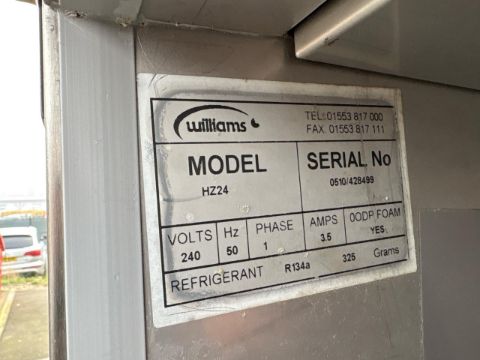 williams
TEL. 01553 817 000
FAX. 01553 817 111
MODEL
HZ24
SERIAL No
0510/428499
VOLTS
240
Hz
50
PHASE
1
AMPS
3.5
0ODP FOAM
YES
REFRIGERANT R134a 325 Grams